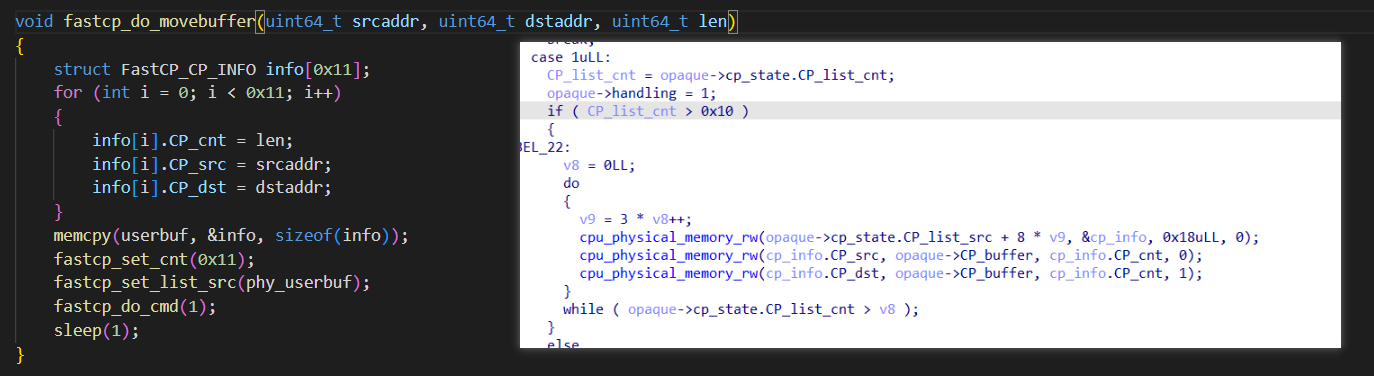 void fastcp_do_movebuffer(uint64_t srcaddr, uint64_t dstaddr, uint64_t len)
{
    struct FastCP_CP_INFO info[0x11];
    for (int i = 0; i < 0x11; i++)
    {
        info[i].CP_cnt = len;
        info[i].CP_src = srcaddr;
        info[i].CP_dst = dstaddr;
    }
    memcpy(userbuf, &info, sizeof(info));
    fastcp_set_cnt(0x11);
    fastcp_set_list_src(phy_userbuf);
    fastcp_do_cmd(1);
    sleep(1);
}
break;
case 1uLL:
  CP_list_cnt = opaque->cp_state.CP_list_cnt;
  opaque->handling = 1;
  if ( CP_list_cnt > 0x10 )
  {
BEL_22:
    v8 = 0LL;
    do
    {
      v9 = 3 * v8++;
      cpu_physical_memory_rw(opaque->cp_state.CP_list_src + 8 * v9, &cp_info, 0x18uLL, 0);
      cpu_physical_memory_rw(cp_info.CP_src, opaque->CP_buffer, cp_info.CP_cnt, 0);
      cpu_physical_memory_rw(cp_info.CP_dst, opaque->CP_buffer, cp_info.CP_cnt, 1);
    }
    while ( opaque->cp_state.CP_list_cnt > v8 );
  }
  else